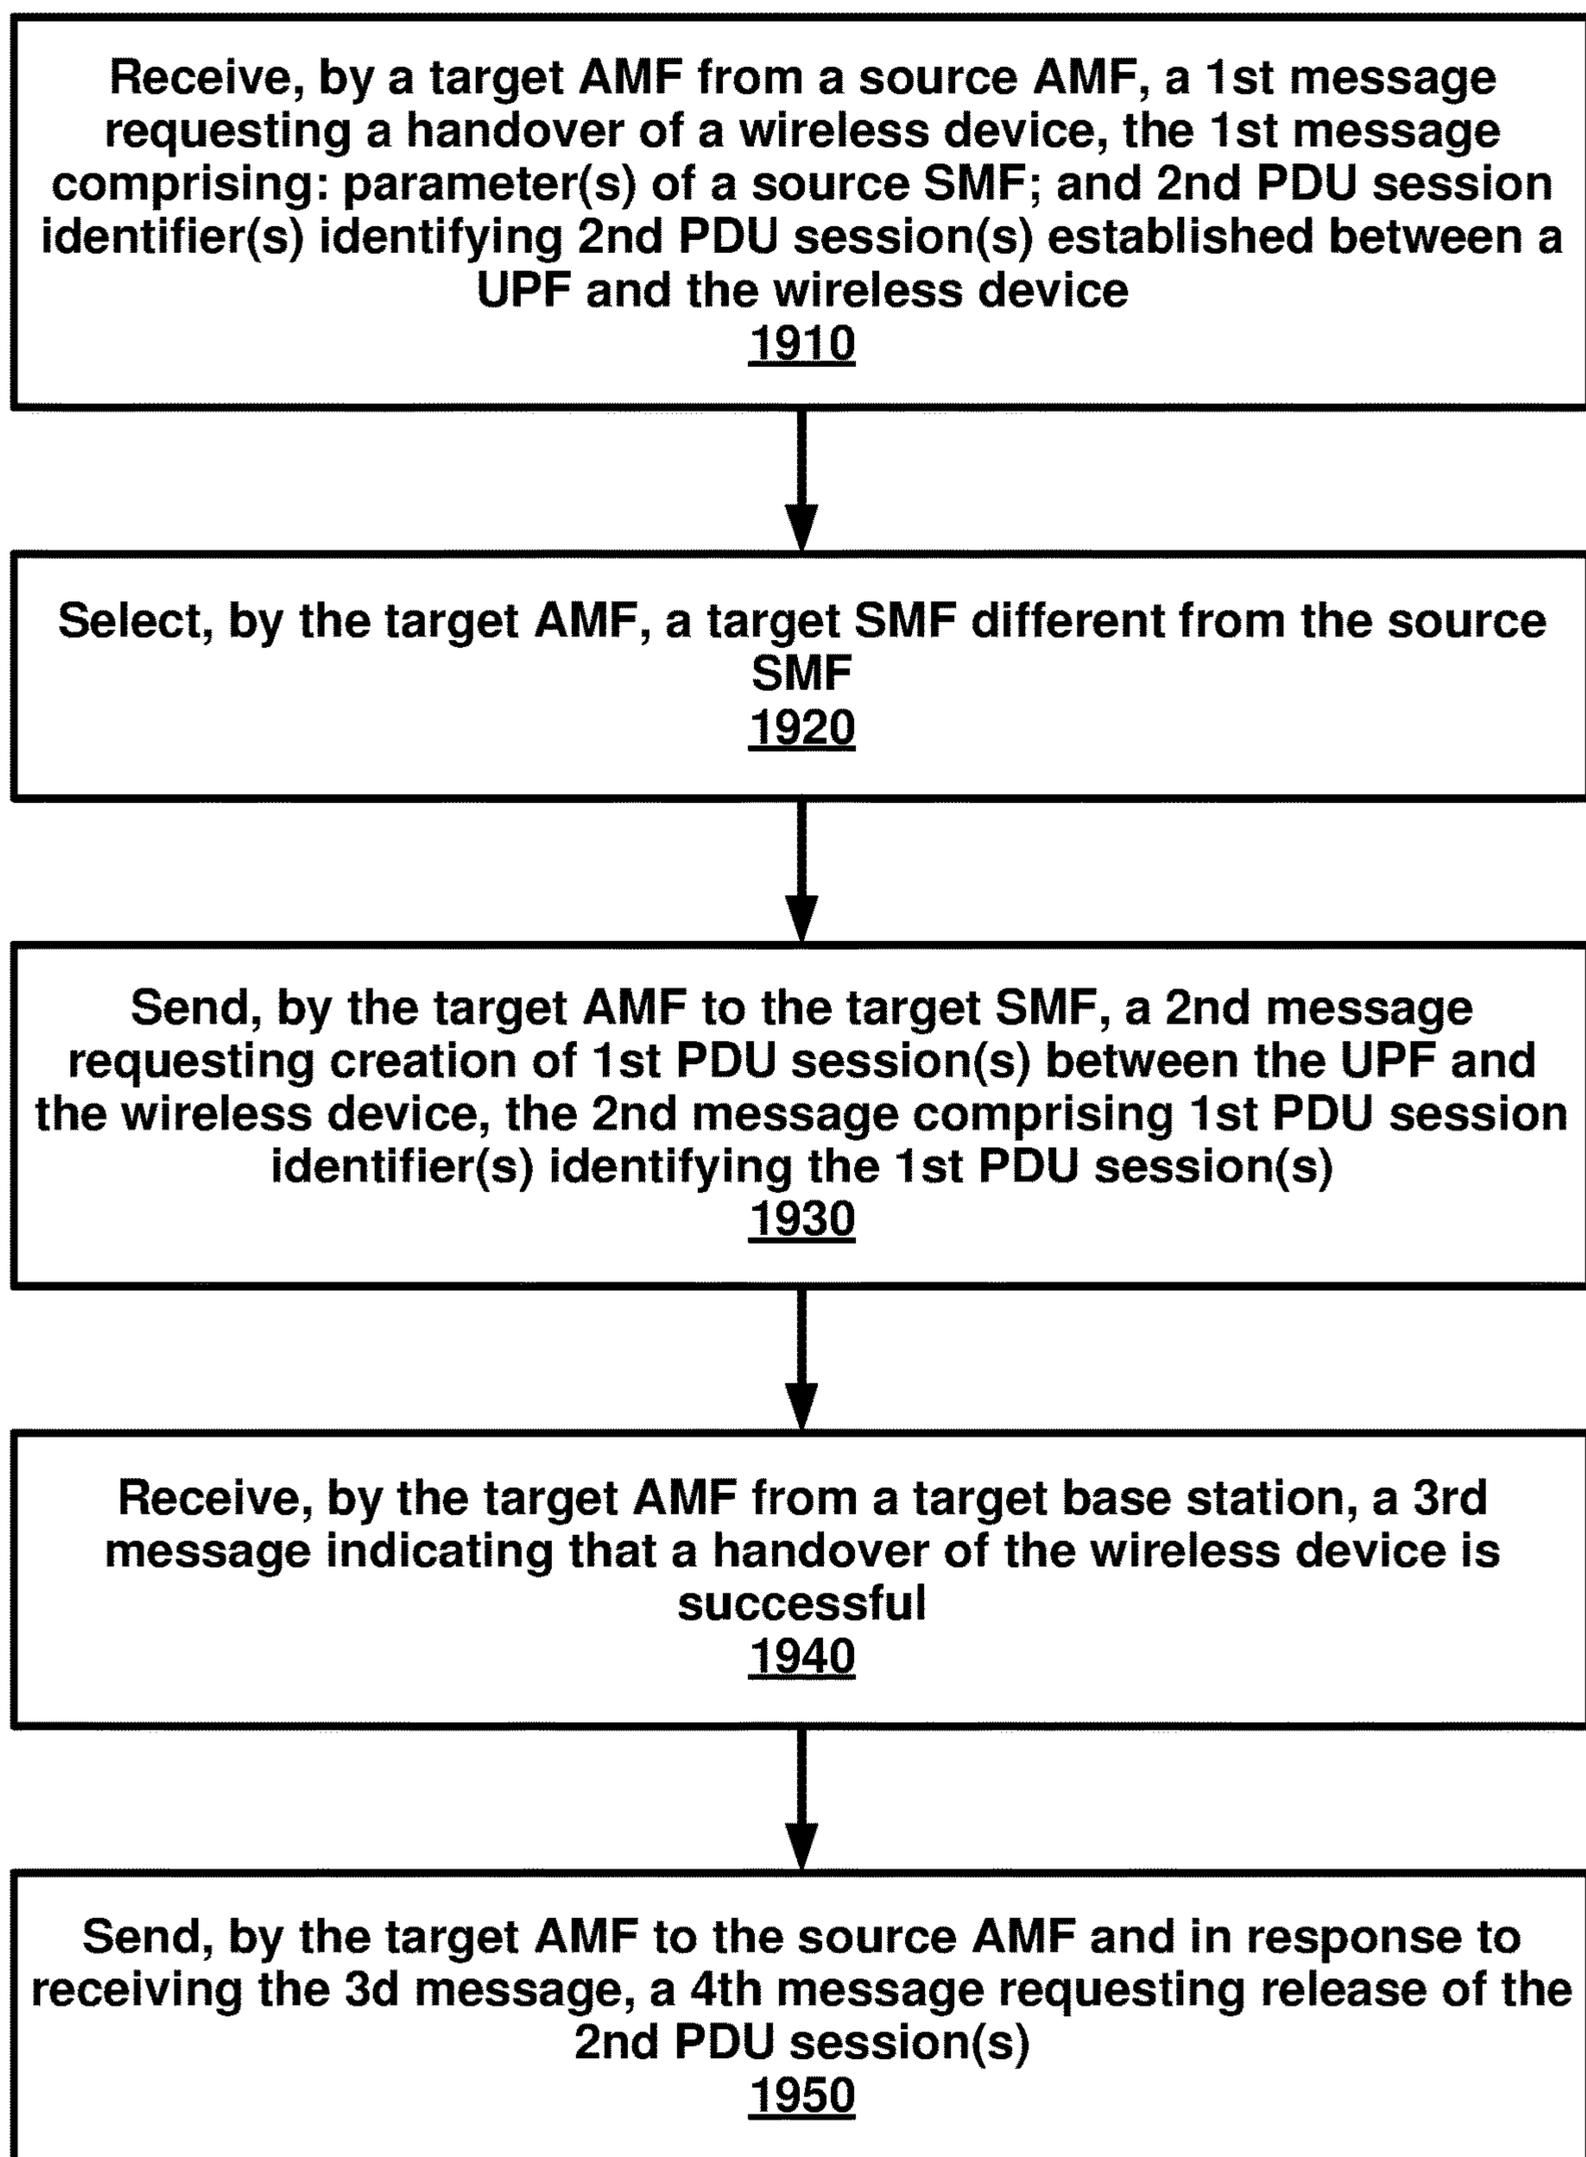 Receive, by a target AMF from a source AMF, a 1st message
requesting a handover of a wireless device, the 1st message
comprising: parameter(s) of a source SMF; and 2nd PDU session
identifier(s) identifying 2nd PDU session(s) established between a
UPF and the wireless device
1910
Select, by the target AMF, a target SMF different from the source
SMF
1920
Send, by the target AMF to the target SMF, a 2nd message
requesting creation of 1st PDU session(s) between the UPF and
the wireless device, the 2nd message comprising 1st PDU session
identifier(s) identifying the 1st PDU session(s)
1930
Receive, by the target AMF from a target base station, a 3rd
message indicating that a handover of the wireless device is
successful
1940
Send, by the target AMF to the source AMF and in response to
receiving the 3d message, a 4th message requesting release of the
2nd PDU session(s)
1950